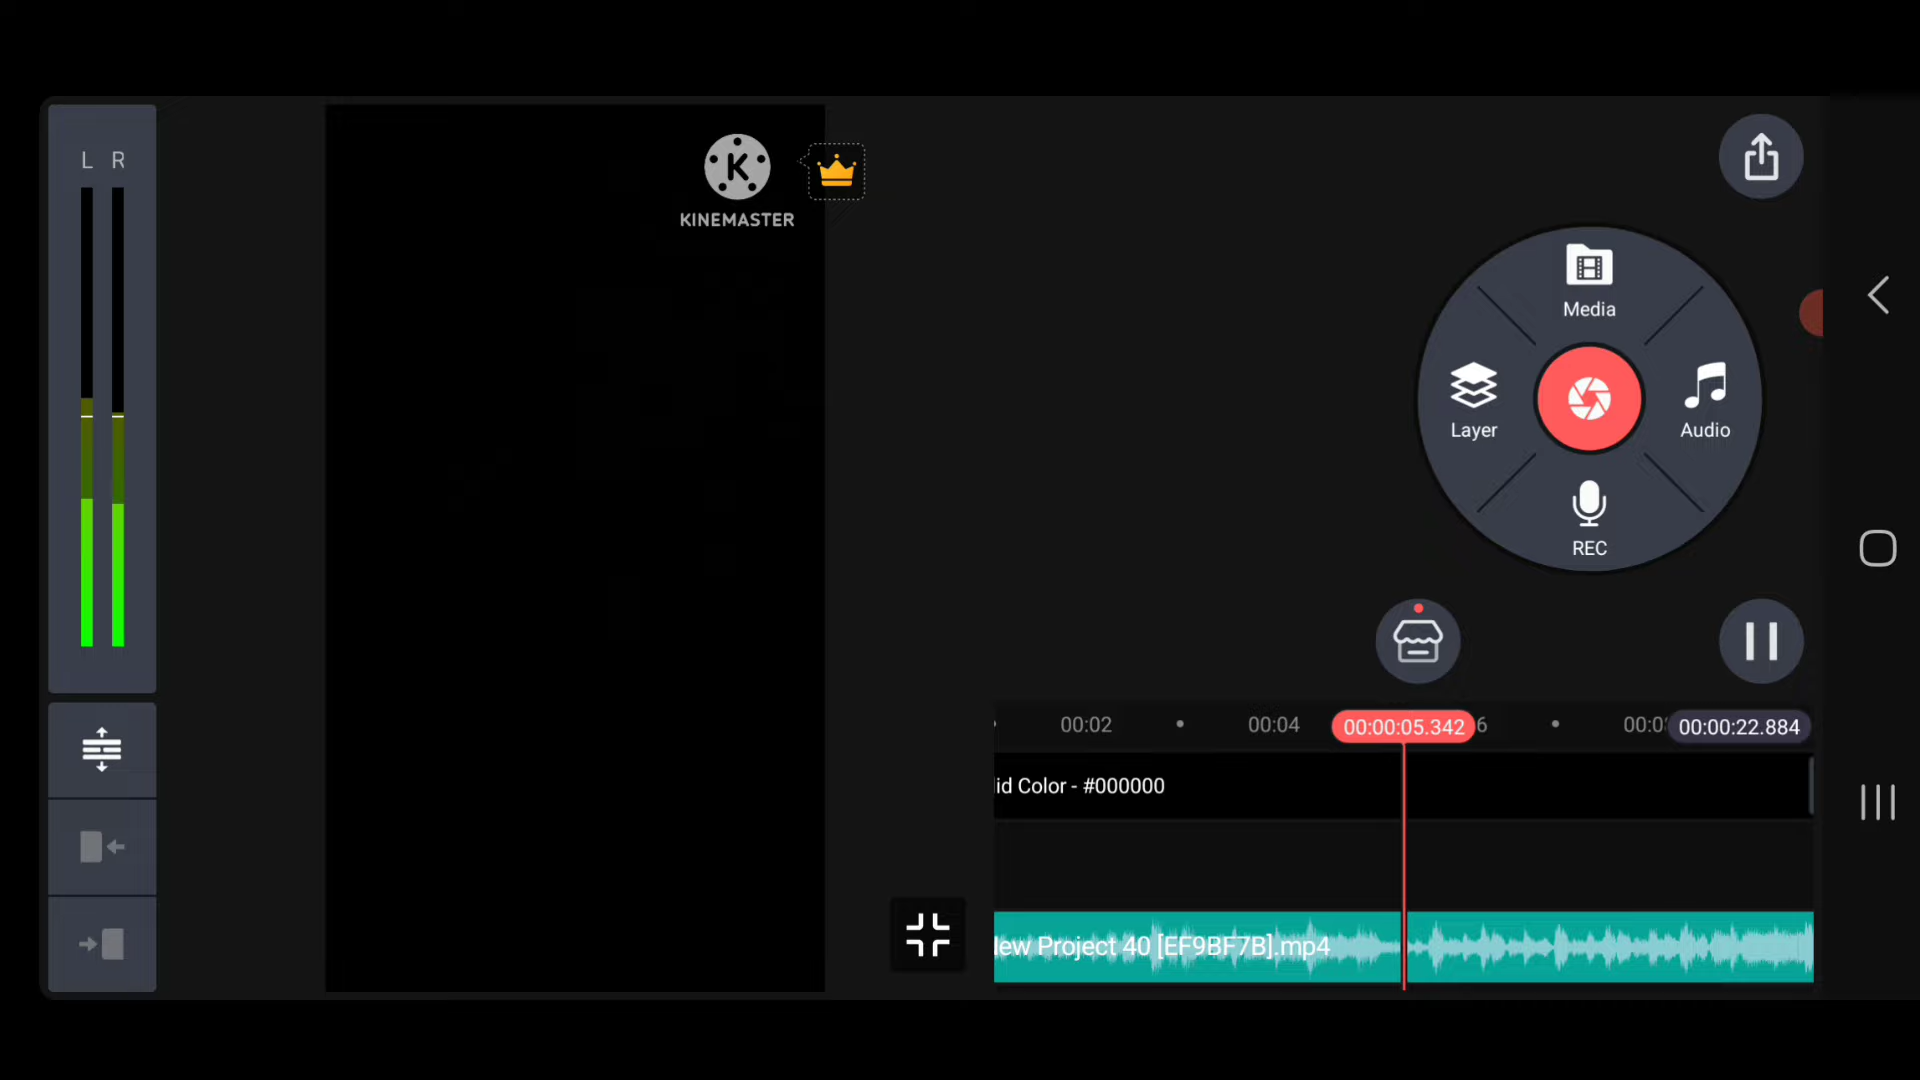 L R
KINEMASTER
Media
Layer
Audio
REC
00:02
00:04
00:00:05.342
6
00:0
00:00:22.884
id Color - #000000
lew Project 40 [EF9BF7B].mp4